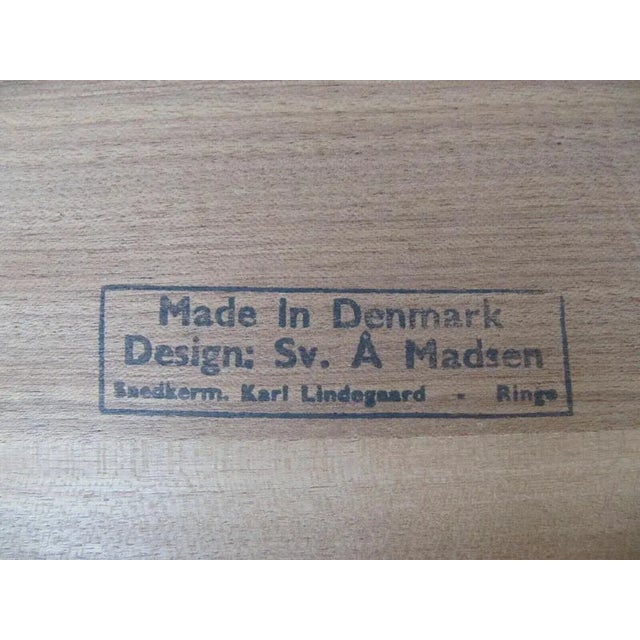 Made In Denmark
Design: Sv. Å Madsen
Snedkerm. Karl Lindegaard - Ringe